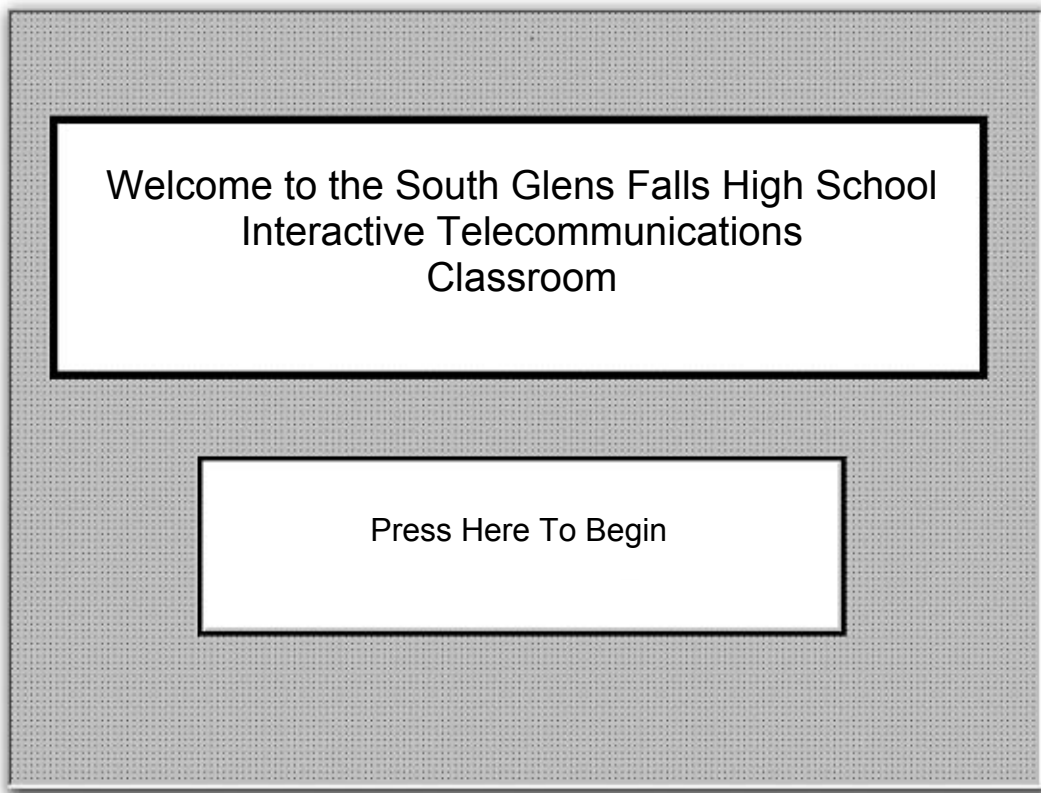 Welcome to the South Glens Falls High School
Interactive Telecommunications
Classroom
Press Here To Begin